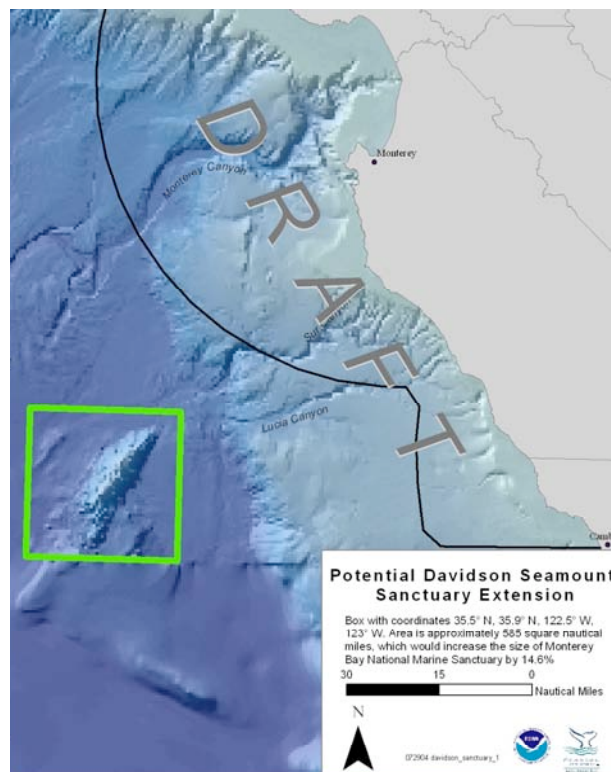 DRAFT
Monterey
Monterey Canyon
Lucia Canyon
Potential Davidson Seamount
Sanctuary Extension
Box with coordinates 35.5° N, 35.9° N, 122.5° W,
123° W. Area is approximately 585 square nautical
miles, which would increase the size of Monterey
Bay National Marine Sanctuary by 14.6%
30 15 0
Nautical Miles
N
072904 davidson_sanctuary_1